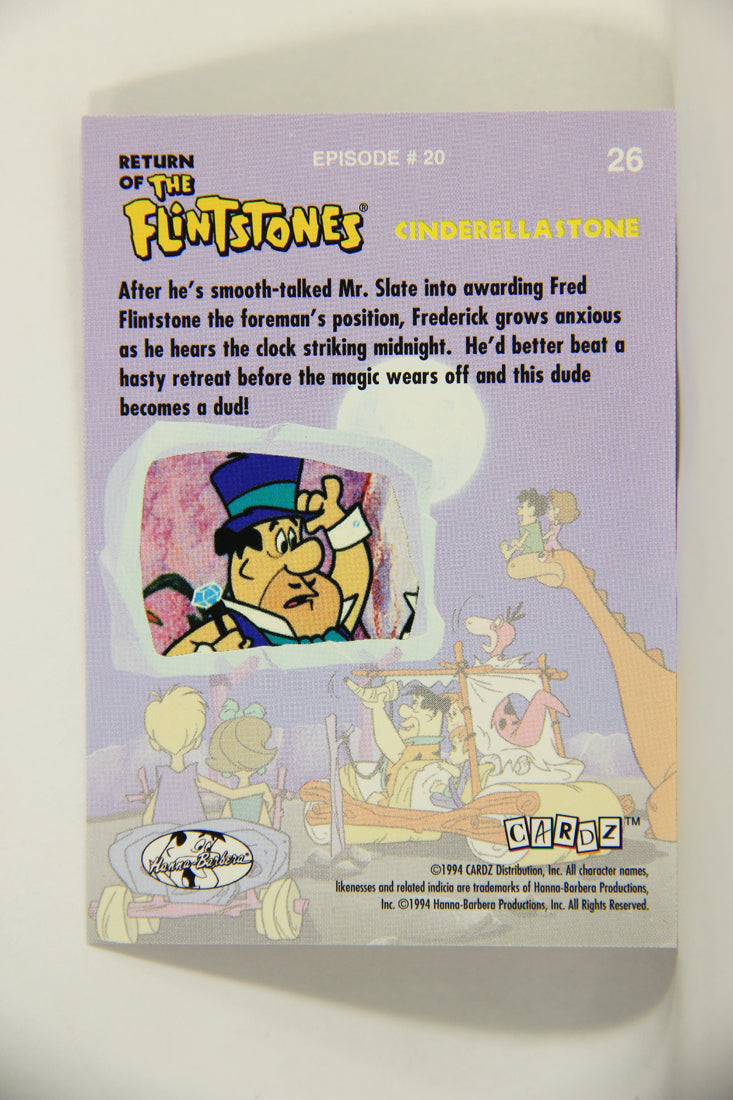 RETURN
OF THE
FLINTSTONES®
EPISODE # 20
26
CINDERELLASTONE
After he's smooth-talked Mr. Slate into awarding Fred
Flintstone the foreman's position, Frederick grows anxious
as he hears the clock striking midnight.  He'd better beat a
hasty retreat before the magic wears off and this dude
becomes a dud!
CARDZ™
Hanna-Barbera
©1994 CARDZ Distribution, Inc. All character names,
likenesses and related indicia are trademarks of Hanna-Barbera Productions,
Inc. ©1994 Hanna-Barbera Productions, Inc. All Rights Reserved.